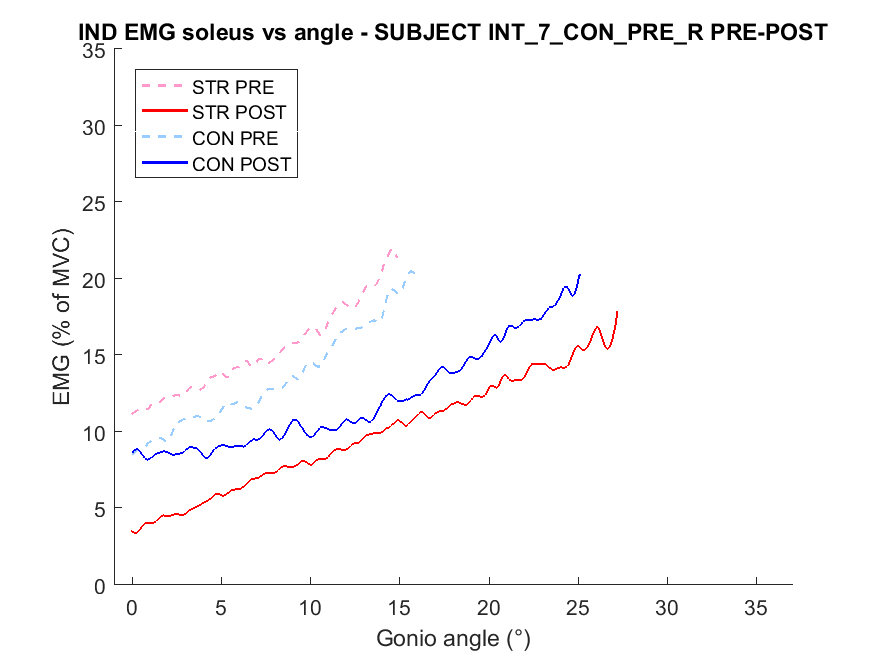 IND EMG soleus vs angle - SUBJECT INT_7_CON_PRE_R PRE-POST
35
30
25
20
15
10
5
0
EMG (% of MVC)
STR PRE
STR POST
CON PRE
CON POST
0 5 10 15 20 25 30 35
Gonio angle (°)